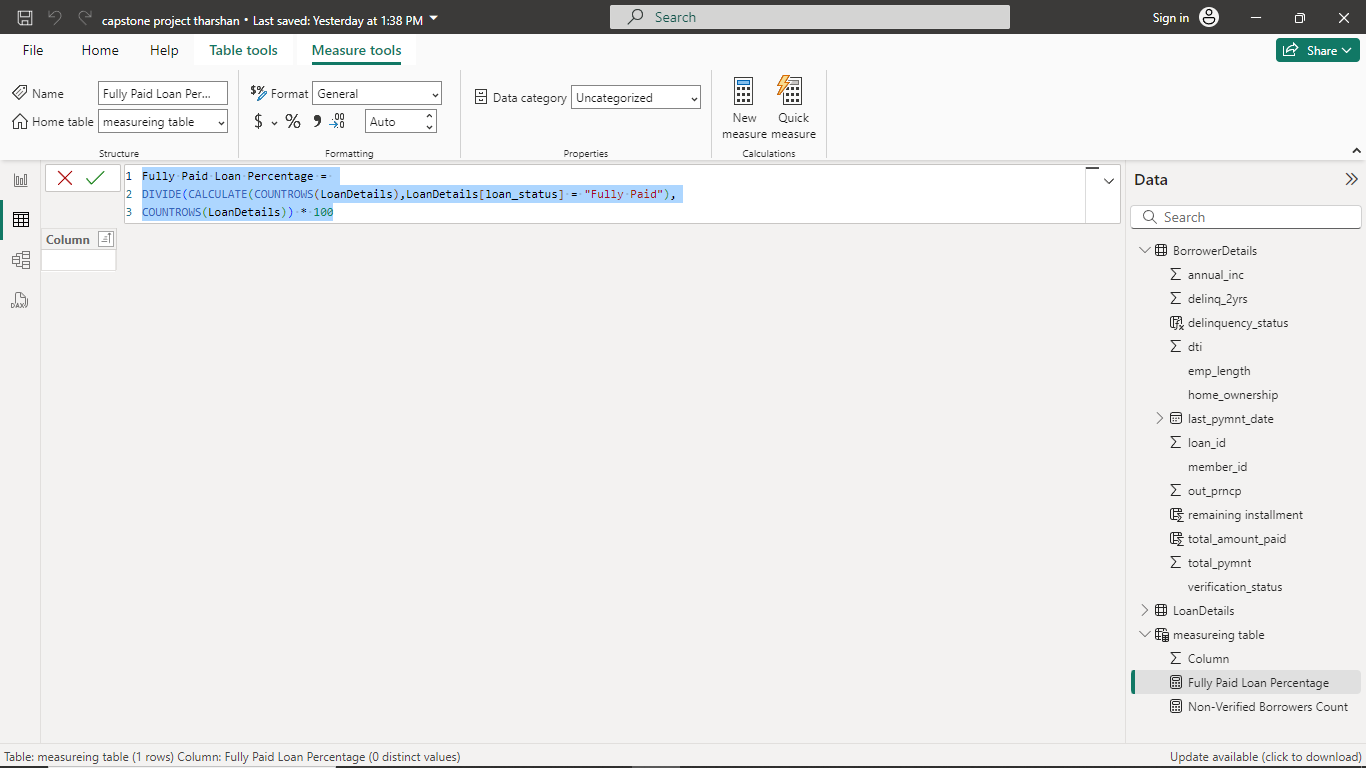 capstone project tharshan • Last saved: Yesterday at 1:38 PM
Search
Sign in
File
Home
Help
Table tools
Measure tools
Share
Name
Fully Paid Loan Per...
Home table
measureing table
Structure
Format
General
$
%
Auto
Formatting
Data category
Uncategorized
Properties
New measure
Quick measure
Calculations
1 Fully Paid Loan Percentage =
2 DIVIDE(CALCULATE(COUNTROWS(LoanDetails),LoanDetails[loan_status] = "Fully Paid"),
3 COUNTROWS(LoanDetails)) * 100
Column
DAX
Data
Search
BorrowerDetails
annual_inc
delinq_2yrs
delinquency_status
dti
emp_length
home_ownership
last_pymnt_date
loan_id
member_id
out_prncp
remaining installment
total_amount_paid
total_pymnt
verification_status
LoanDetails
measureing table
Column
Fully Paid Loan Percentage
Non-Verified Borrowers Count
Table: measureing table (1 rows) Column: Fully Paid Loan Percentage (0 distinct values)
Update available (click to download)